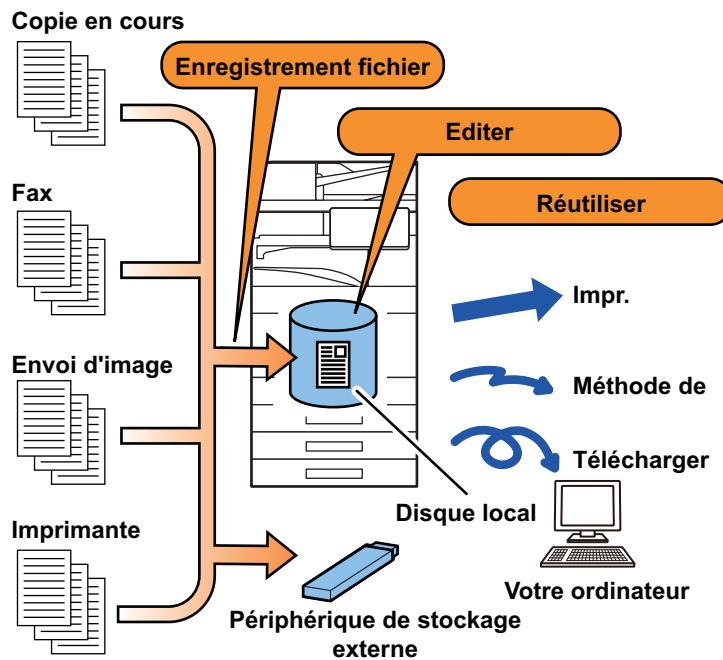 Copie en cours
Enregistrement fichier
Editer
Fax
Réutiliser
Impr.
Envoi d'image
Méthode de
Télécharger
Disque local
Imprimante
Votre ordinateur
Périphérique de stockage
externe